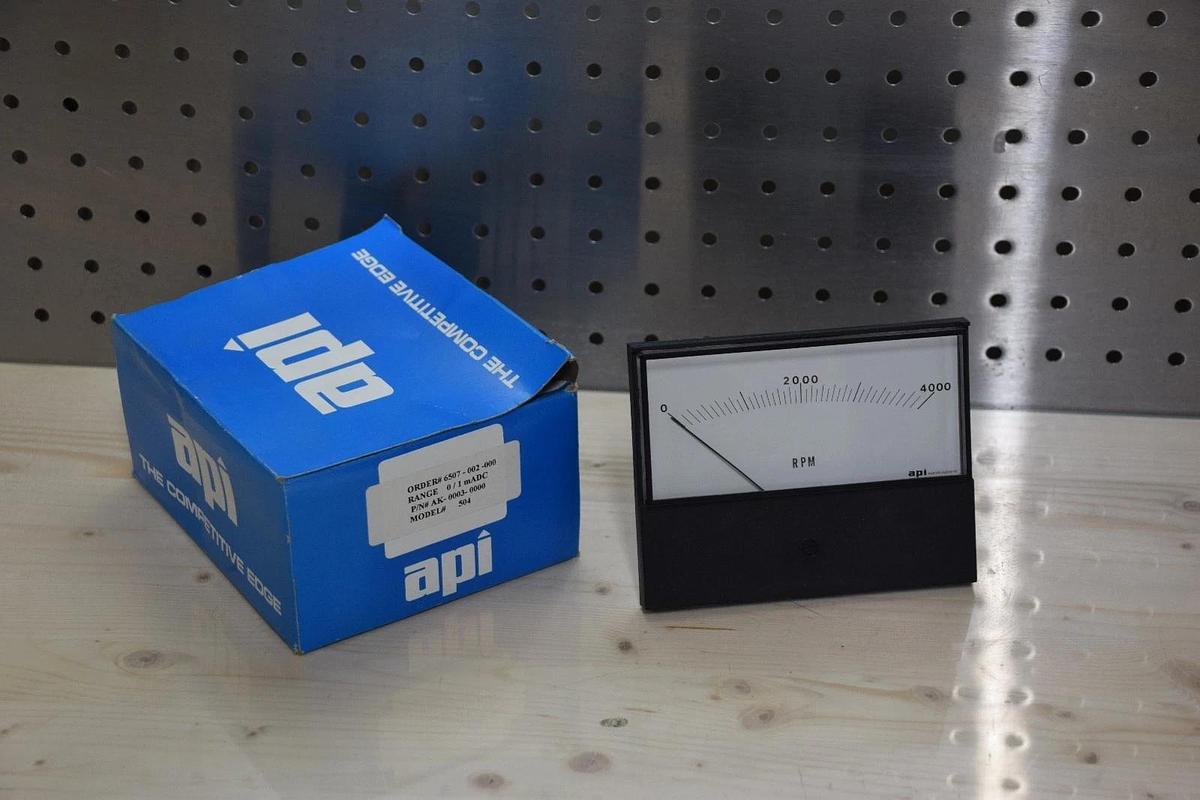 THE COMPETITIVE EDGE
api
api
THE COMPETITIVE EDGE
ORDER# 6507 - 002 -000
RANGE 0 / 1 mADC
P/N# AK- 0003- 0000
MODEL# 504
api
0 2000 4000
RPM
api